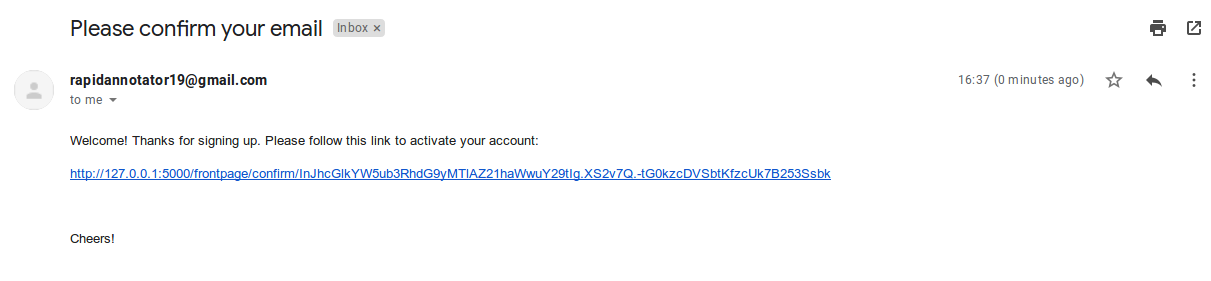 Please confirm your email Inbox ×
rapidannotator19@gmail.com 16:37 (0 minutes ago)
to me
Welcome! Thanks for signing up. Please follow this link to activate your account:
http://127.0.0.1:5000/frontpage/confirm/InJhcGlkYW5ub3RhdG9yMTlAZ21haWwuY29tIg.XS2v7Q.-tG0kzcDVSbtKfzcUk7B253Ssbk
Cheers!